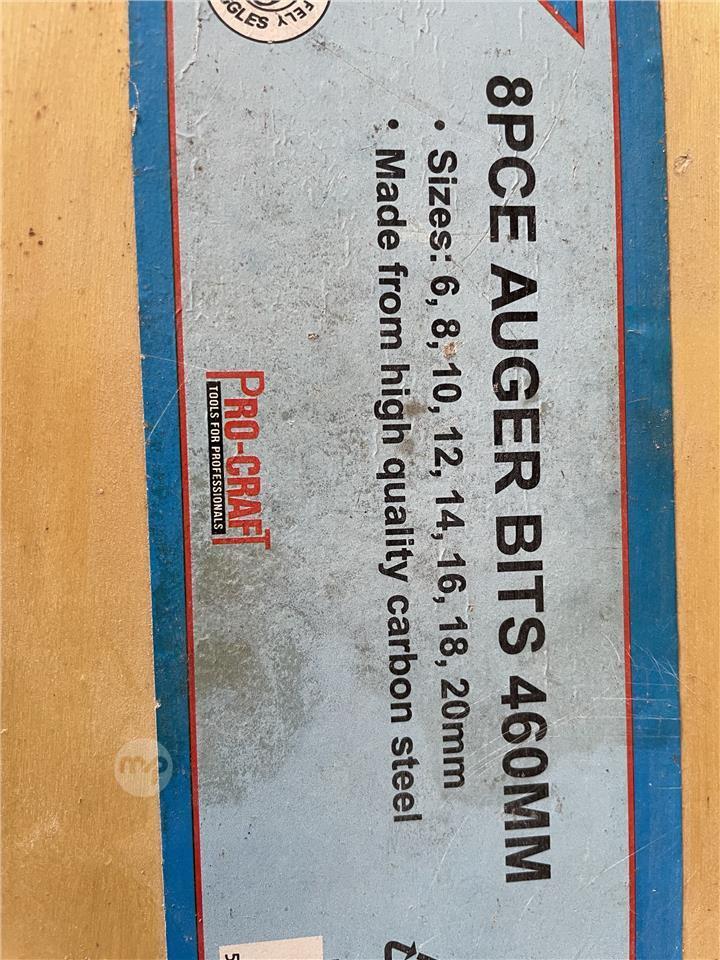 8PCE AUGER BITS 460MM
• Sizes: 6, 8, 10, 12, 14, 16, 18, 20mm
• Made from high quality carbon steel
PRO-CRAFT
TOOLS FOR PROFESSIONALS
mp